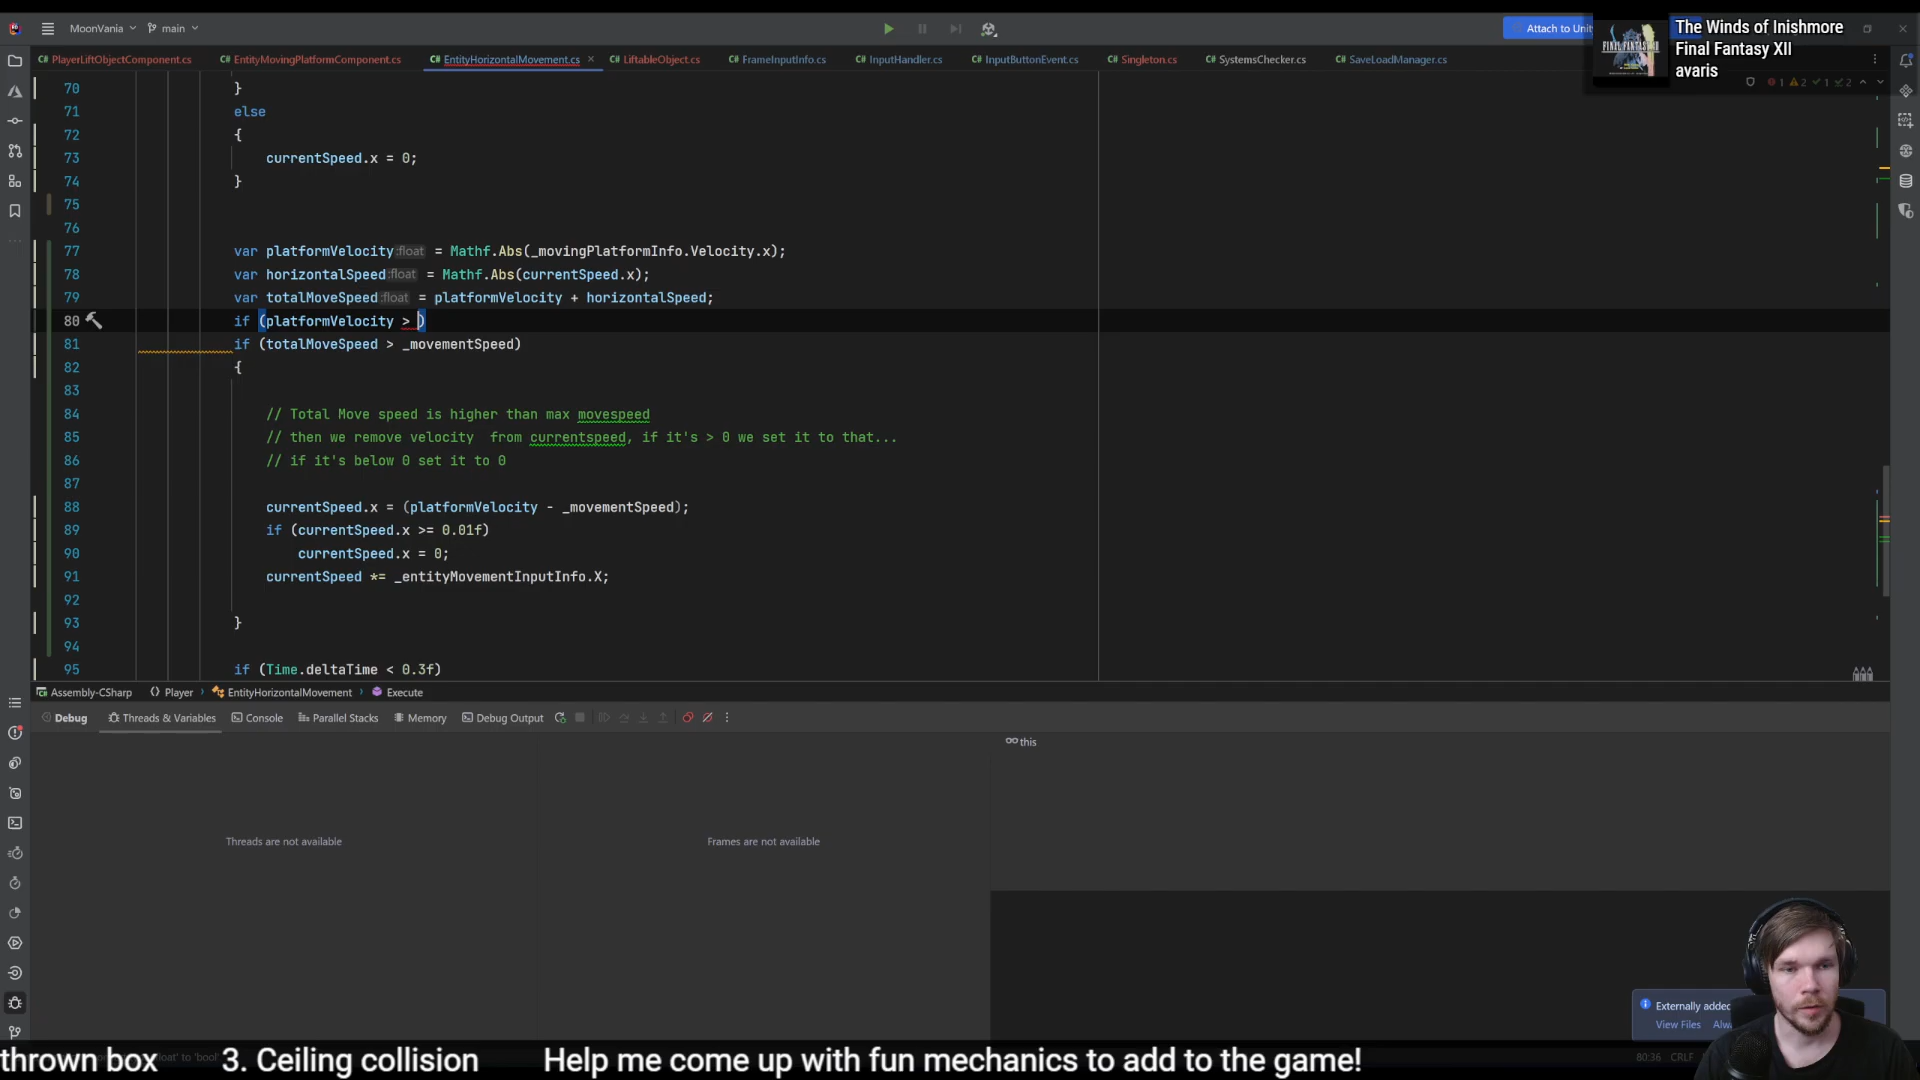 MoonVania
main
Attach to Unit
The Winds of Inishmore
Final Fantasy XII
avaris
PlayerLiftObjectComponent.cs
EntityMovingPlatformComponent.cs
EntityHorizontalMovement.cs
LiftableObject.cs
FrameInputInfo.cs
InputHandler.cs
InputButtonEvent.cs
Singleton.cs
SystemsChecker.cs
SaveLoadManager.cs
1 2 1 2
70 }
71 else
72 {
73 currentSpeed.x = 0;
74 }
75
76
77 var platformVelocity :float = Mathf.Abs(_movingPlatformInfo.Velocity.x);
78 var horizontalSpeed :float = Mathf.Abs(currentSpeed.x);
79 var totalMoveSpeed :float = platformVelocity + horizontalSpeed;
80 if (platformVelocity > )
81 if (totalMoveSpeed > _movementSpeed)
82 {
83
84 // Total Move speed is higher than max movespeed
85 // then we remove velocity  from currentspeed, if it's > 0 we set it to that...
86 // if it's below 0 set it to 0
87
88 currentSpeed.x = (platformVelocity - _movementSpeed);
89 if (currentSpeed.x >= 0.01f)
90 currentSpeed.x = 0;
91 currentSpeed *= _entityMovementInputInfo.X;
92
93 }
94
95 if (Time.deltaTime < 0.3f)
Assembly-CSharp
Player
EntityHorizontalMovement
Execute
Debug
Threads & Variables
Console
Parallel Stacks
Memory
Debug Output
this
Threads are not available
Frames are not available
Externally added
View Files
80:36 CRLF
thrown box 3. Ceiling collision Help me come up with fun mechanics to add to the game!